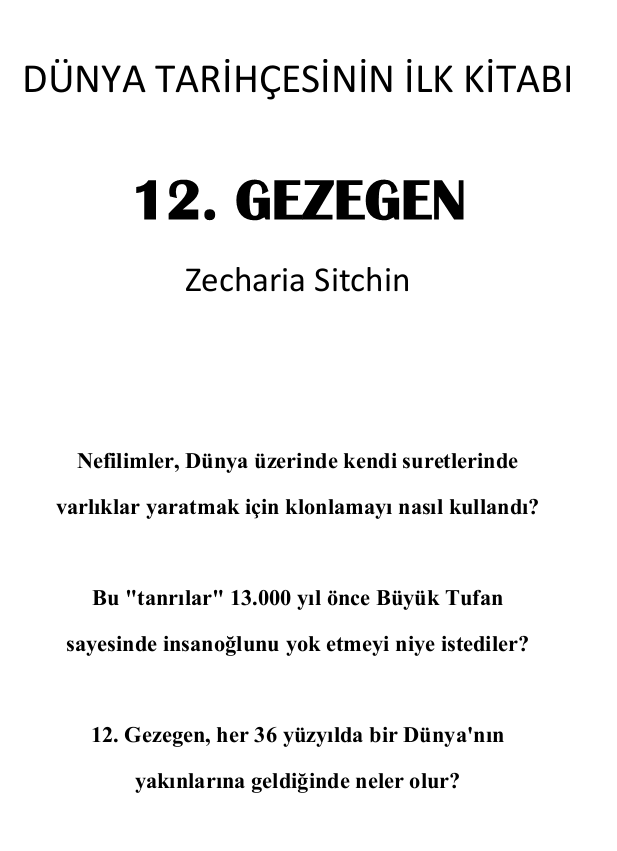 DÜNYA TARİHÇESİNİN İLK KİTABI
12. GEZEGEN
Zecharia Sitchin
Nefilimler, Dünya üzerinde kendi suretlerinde
varlıklar yaratmak için klonlamayı nasıl kullandı?
Bu "tanrılar" 13.000 yıl önce Büyük Tufan
sayesinde insanoğlunu yok etmeyi niye istediler?
12. Gezegen, her 36 yüzyılda bir Dünya'nın
yakınlarına geldiğinde neler olur?